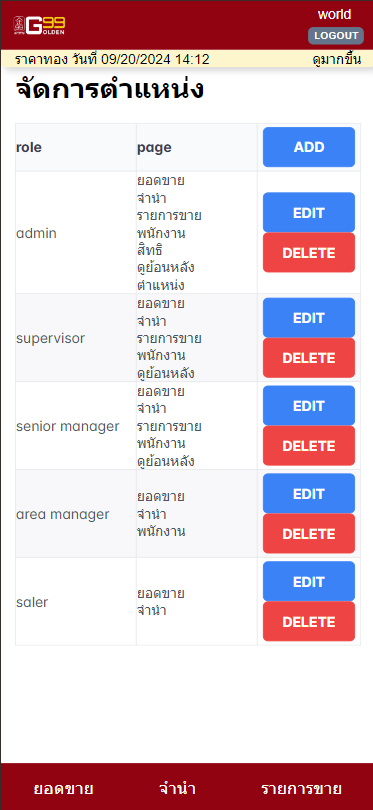 G99
OLDEN
world
LOGOUT
ราคาทอง วันที่ 09/20/2024 14:12 ดูมากขึ้น
จัดการตำแหน่ง
role page ADD
admin
ยอดขาย
จำนำ
รายการขาย
พนักงาน
สิทธิ
ดูย้อนหลัง
ตำแหน่ง
EDIT
DELETE
supervisor
ยอดขาย
จำนำ
รายการขาย
พนักงาน
ดูย้อนหลัง
EDIT
DELETE
senior manager
ยอดขาย
จำนำ
รายการขาย
พนักงาน
ดูย้อนหลัง
EDIT
DELETE
area manager
ยอดขาย
จำนำ
พนักงาน
EDIT
DELETE
saler
ยอดขาย
จำนำ
EDIT
DELETE
ยอดขาย จำนำ รายการขาย